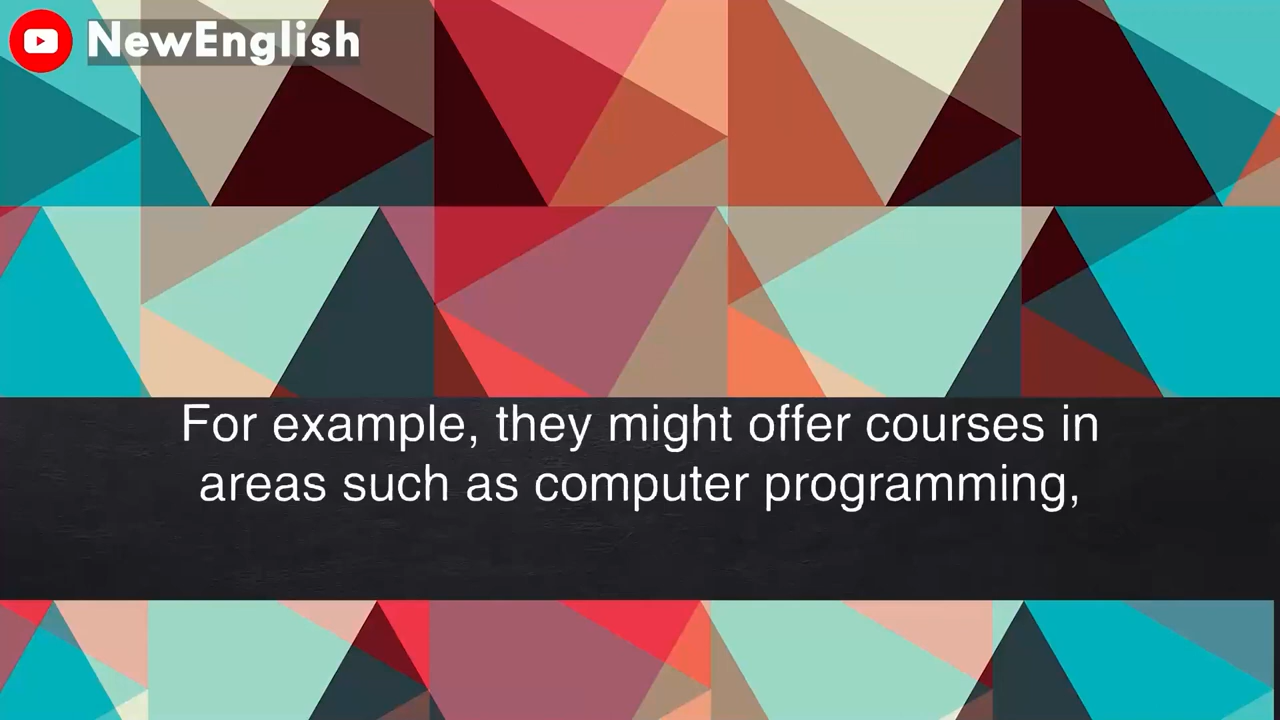 NewEnglish
For example, they might offer courses in
areas such as computer programming,